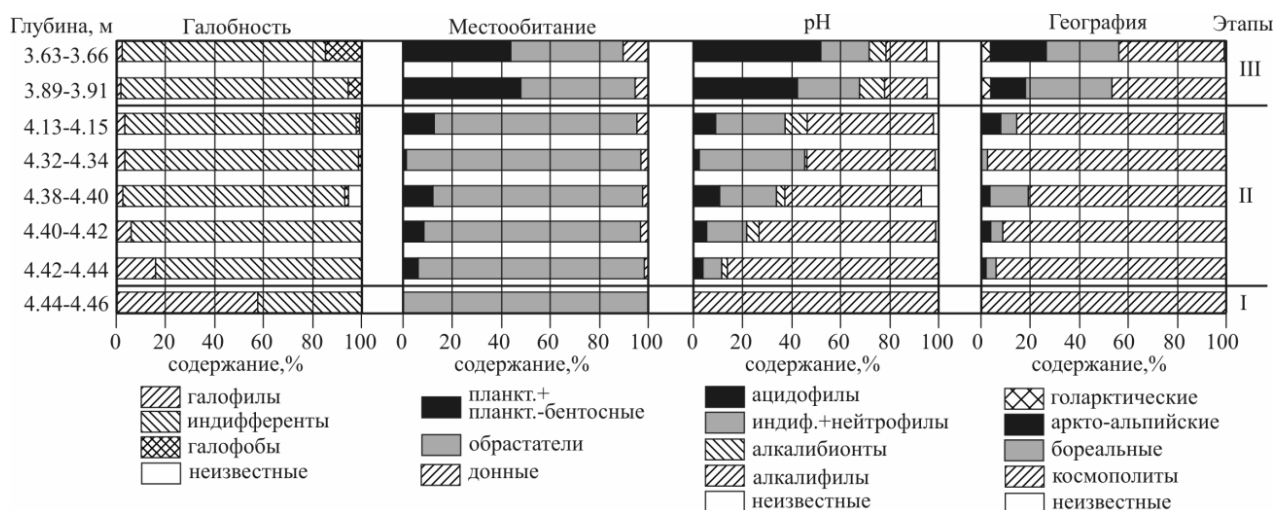 Глубина, м Галобность Местообитание pH География Этапы
3.63-3.66
III
3.89-3.91
4.13-4.15
4.32-4.34
4.38-4.40
II
4.40-4.42
4.42-4.44
4.44-4.46
I
0 20 40 60 80 100 0 20 40 60 80 100 0 20 40 60 80 100 0 20 40 60 80 100
содержание,% содержание,% содержание,% содержание,%
галофилы
индифференты
галофобы
неизвестные
планкт.+
планкт.-бентосные
обрастатели
донные
ацидофилы
индиф.+нейтрофилы
алкалибионты
алкалифилы
неизвестные
голарктические
аркто-альпийские
бореальные
космополиты
неизвестные